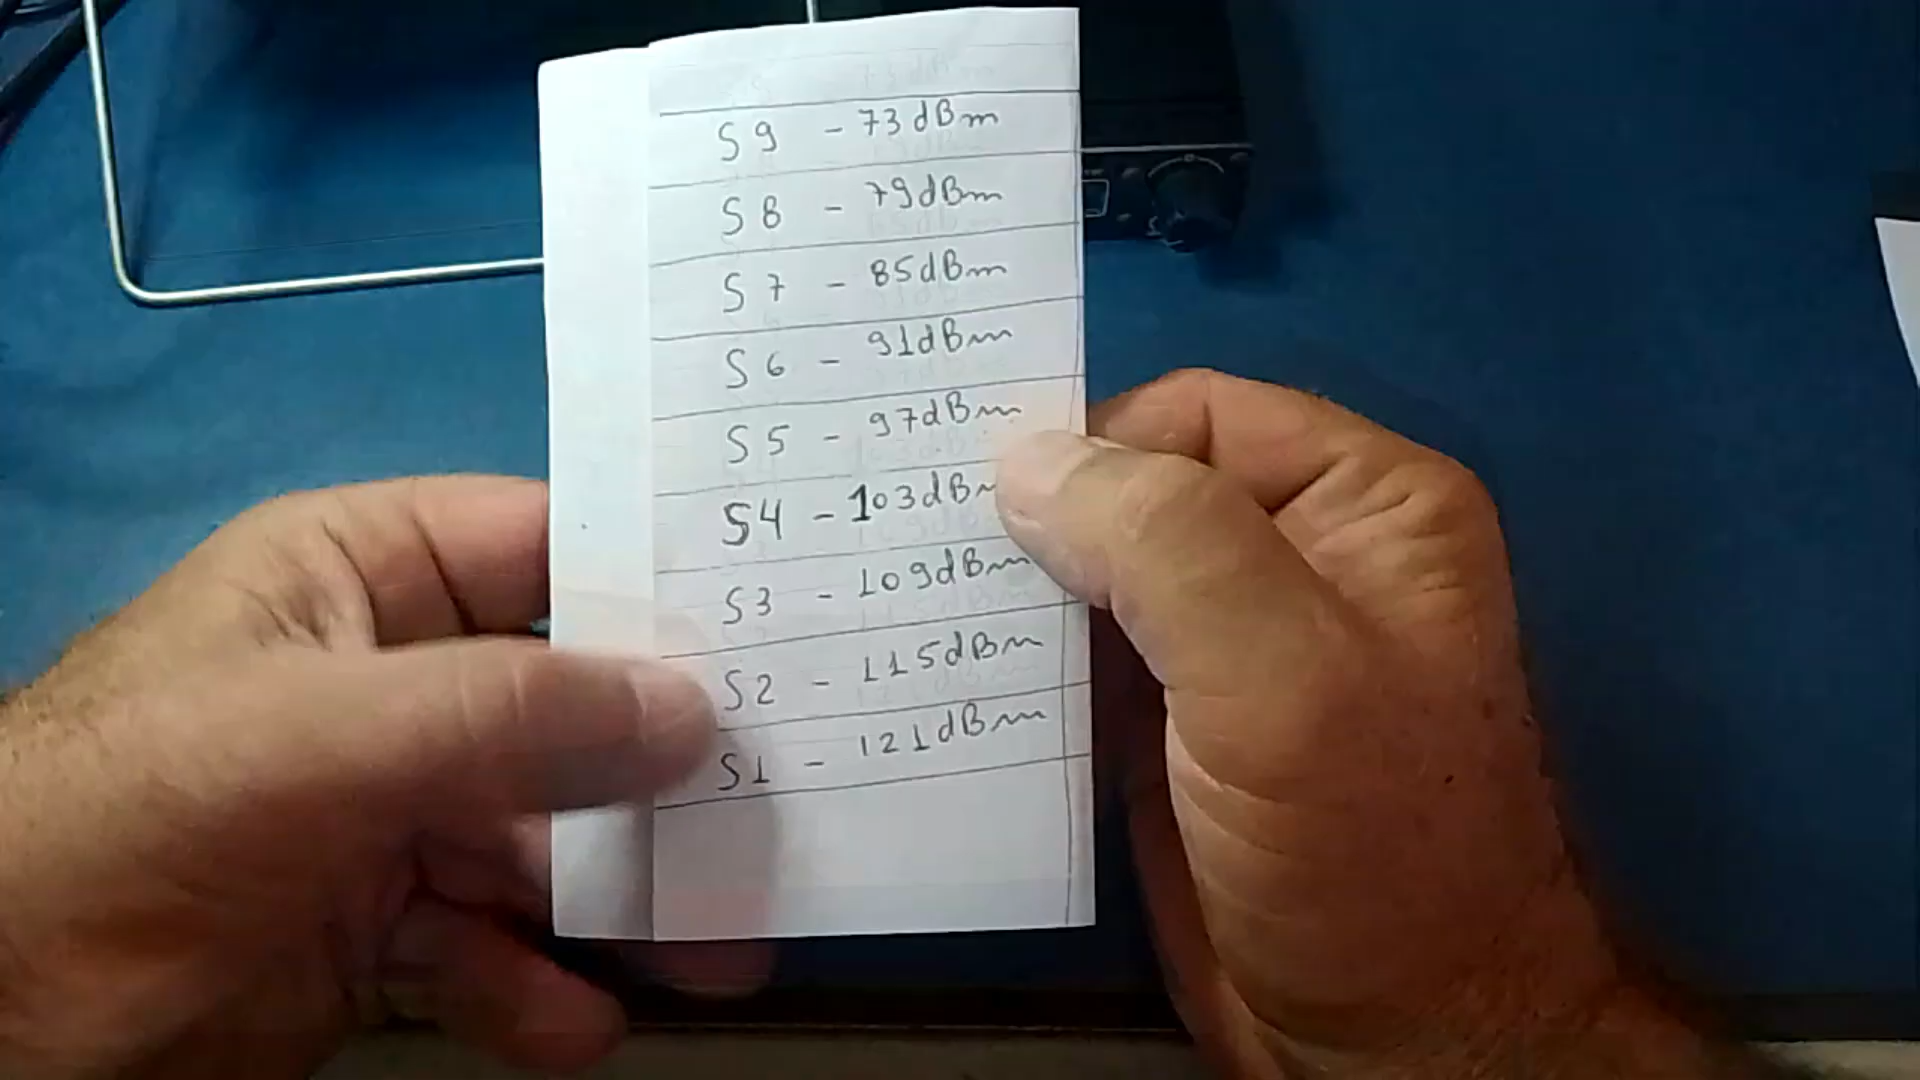 S9 - 73dBm
S8 - 79dBm
S7 - 85dBm
S6 - 91dBm
S5 - 97dBm
S4 - 103dBm
S3 - 109dBm
S2 - 115dBm
S1 - 121dBm